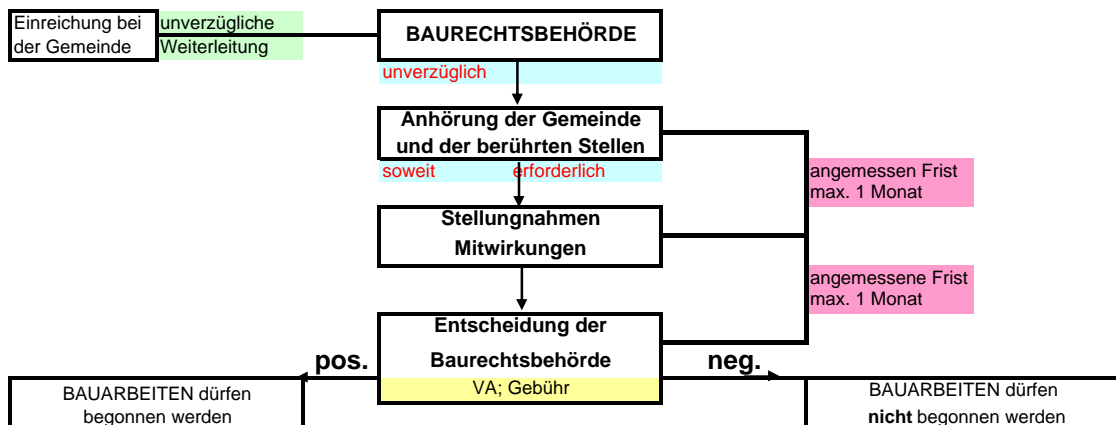 Einreichung bei
der Gemeinde
unverzügliche
Weiterleitung
BAURECHTSBEHÖRDE
unverzüglich
Anhörung der Gemeinde
und der berührten Stellen
soweit erforderlich
angemessen Frist
max. 1 Monat
Stellungnahmen
Mitwirkungen
angemessene Frist
max. 1 Monat
Entscheidung der
Baurechtsbehörde
pos.
neg.
VA; Gebühr
BAUARBEITEN dürfen
begonnen werden
BAUARBEITEN dürfen
nicht begonnen werden